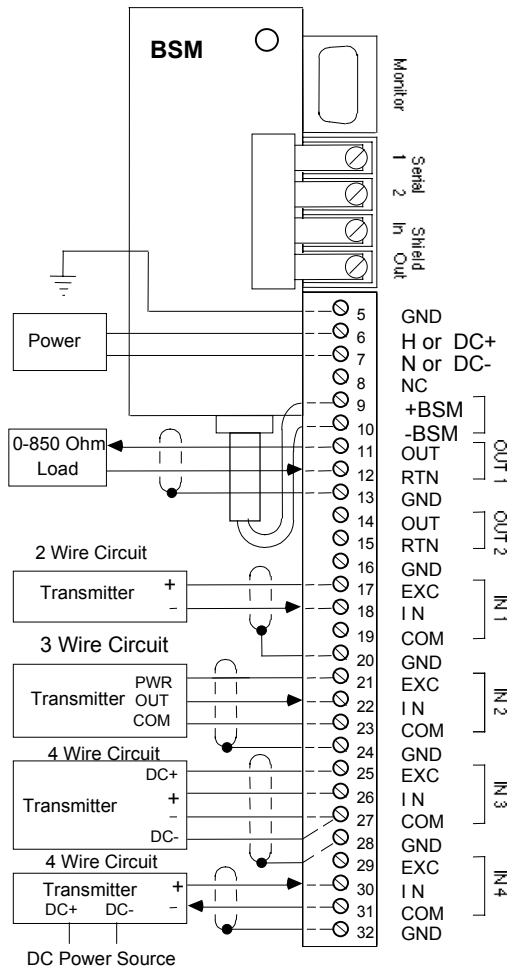 BSM
Monitor
Serial
1 2
Shield
In Out
Power
5 GND
6 H or DC+
7 N or DC-
8 NC
9 +BSM
10 -BSM
0-850 Ohm
Load
11 OUT
12 RTN
OUT 1
13 GND
14 OUT
15 RTN
OUT 2
16 GND
2 Wire Circuit
Transmitter
+
–
17 EXC
18 IN
19 COM
IN 1
20 GND
3 Wire Circuit
Transmitter
PWR
OUT
COM
21 EXC
22 IN
23 COM
IN 2
24 GND
4 Wire Circuit
Transmitter
DC+
+
–
DC-
25 EXC
26 IN
27 COM
IN 3
28 GND
4 Wire Circuit
Transmitter
+
–
DC+ DC-
29 EXC
30 IN
31 COM
IN 4
32 GND
DC Power Source